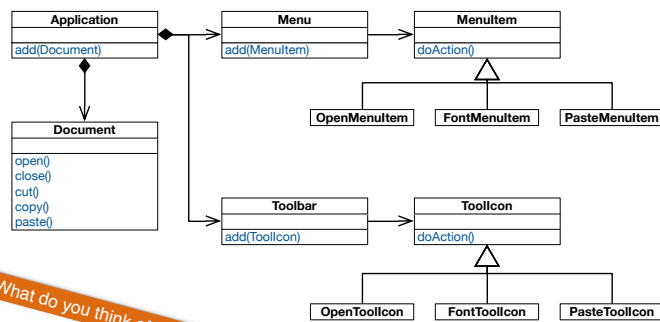 Application
add(Document)
Menu
add(MenuItem)
MenuItem
doAction()
OpenMenuItem
FontMenuItem
PasteMenuItem
Document
open()
close()
cut()
copy()
paste()
Toolbar
add(ToolIcon)
ToolIcon
doAction()
OpenToolIcon
FontToolIcon
PasteToolIcon
What do you think